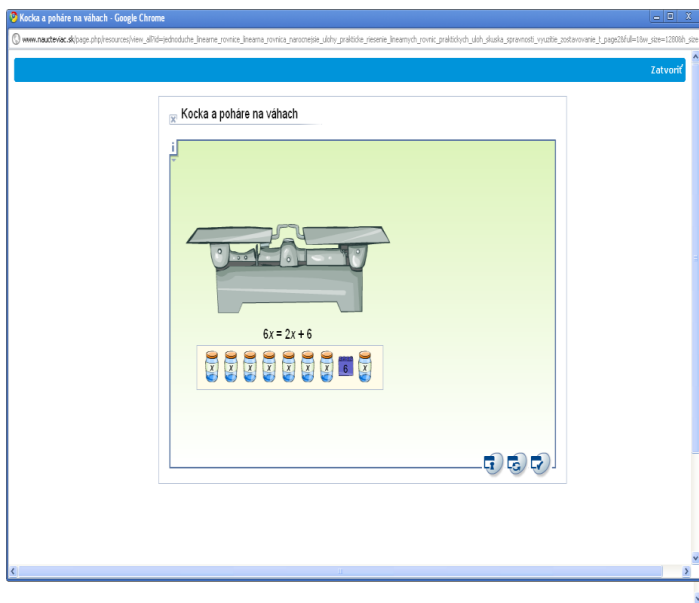 Kocka a poháre na váhach - Google Chrome
Zatvoriť
Kocka a poháre na váhach
i
6x = 2x + 6
x x x x x x x 6 x